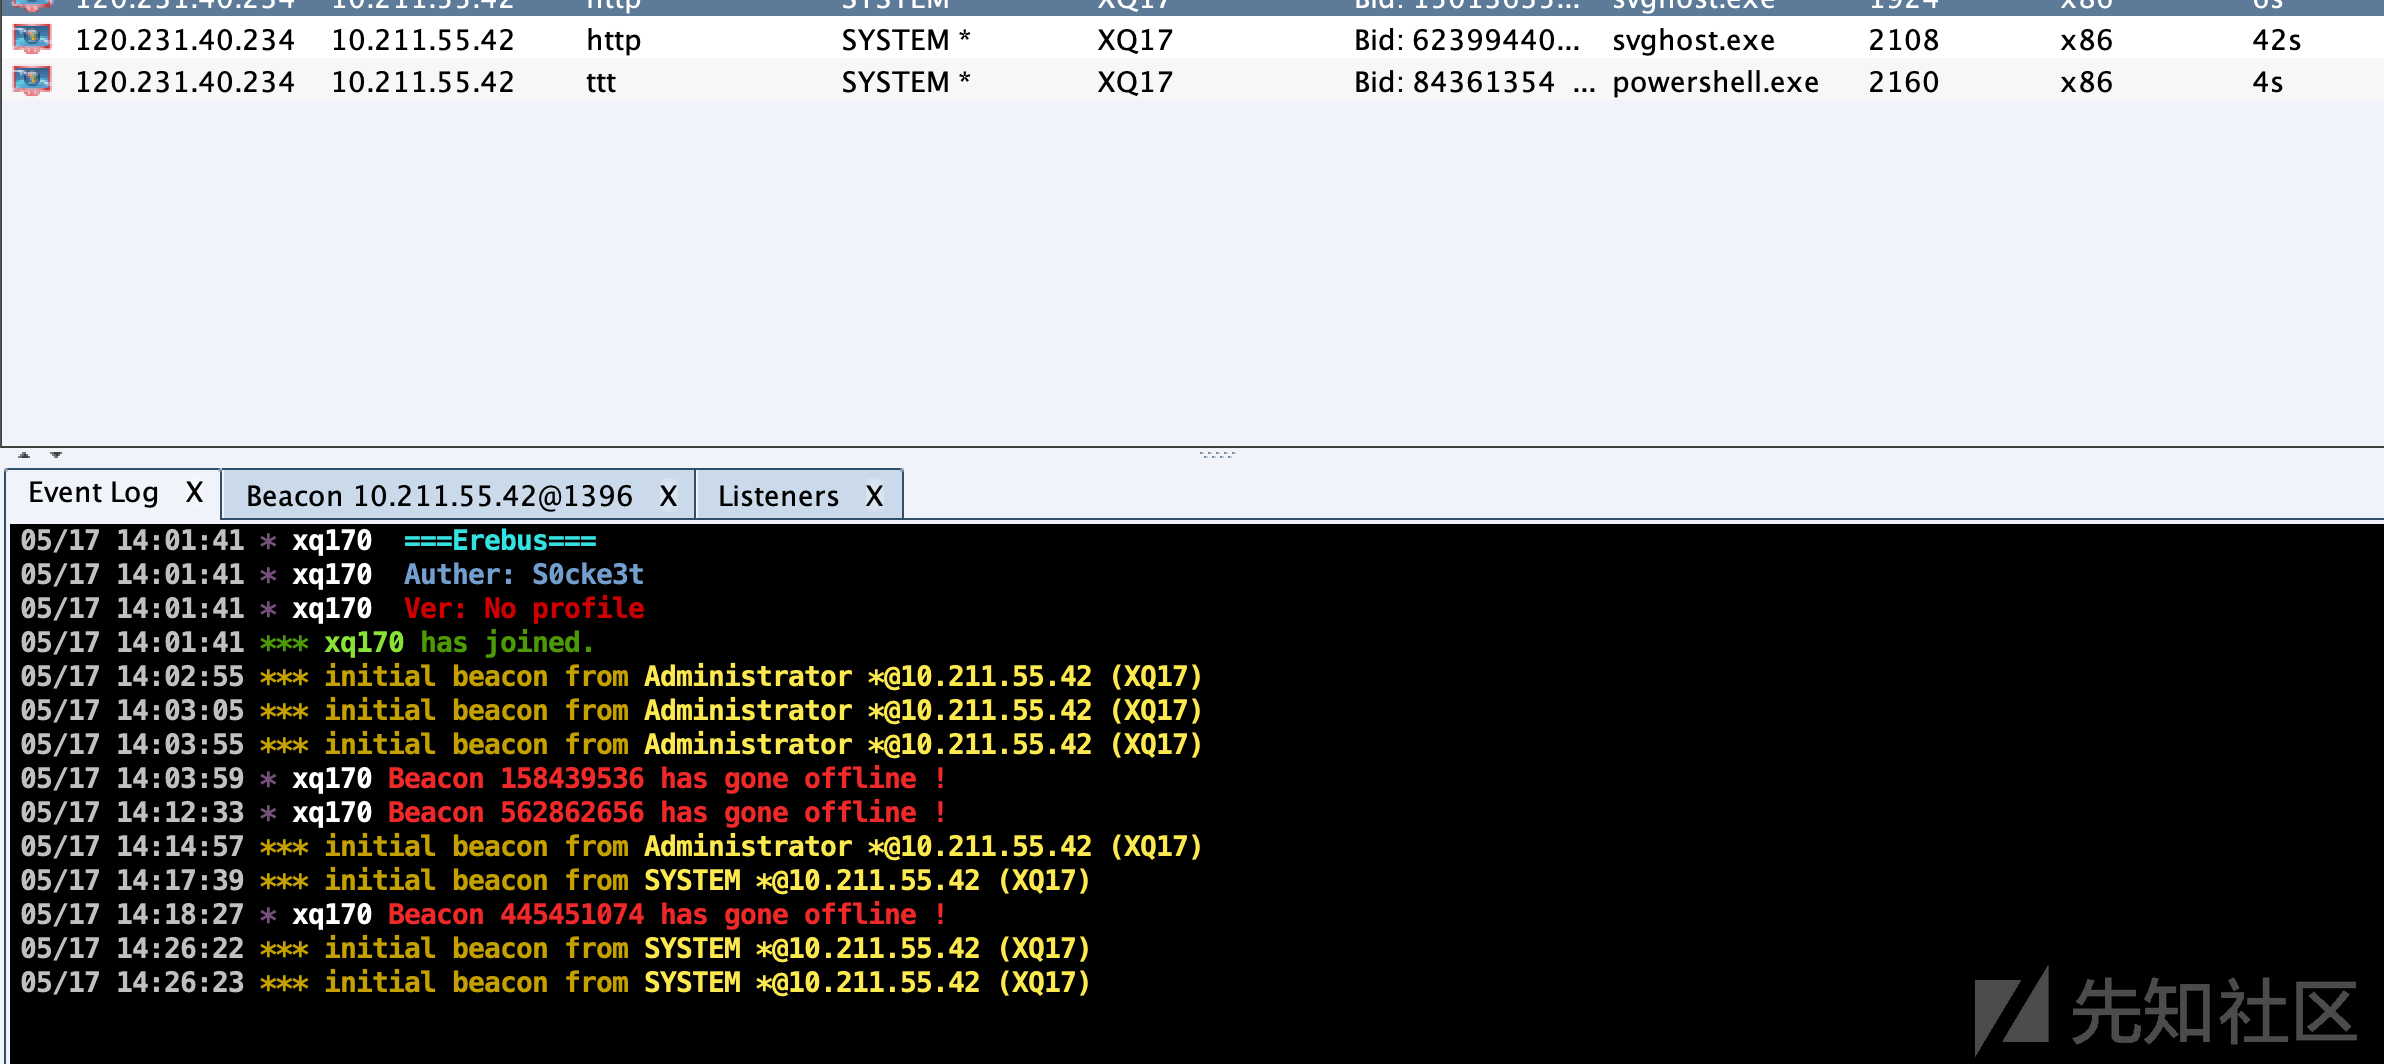 120.231.40.234 10.211.55.42 http SYSTEM * XQ17 svghost.exe 1924 x86 6s
120.231.40.234 10.211.55.42 http SYSTEM * XQ17 Bid: 62399440... svghost.exe 2108 x86 42s
120.231.40.234 10.211.55.42 ttt SYSTEM * XQ17 Bid: 84361354 ... powershell.exe 2160 x86 4s
Event Log X Beacon 10.211.55.42@1396 X Listeners X
05/17 14:01:41 * xq170 ===Erebus===
05/17 14:01:41 * xq170 Auther: S0cke3t
05/17 14:01:41 * xq170 Ver: No profile
05/17 14:01:41 *** xq170 has joined.
05/17 14:02:55 *** initial beacon from Administrator *@10.211.55.42 (XQ17)
05/17 14:03:05 *** initial beacon from Administrator *@10.211.55.42 (XQ17)
05/17 14:03:55 *** initial beacon from Administrator *@10.211.55.42 (XQ17)
05/17 14:03:59 * xq170 Beacon 158439536 has gone offline !
05/17 14:12:33 * xq170 Beacon 562862656 has gone offline !
05/17 14:14:57 *** initial beacon from Administrator *@10.211.55.42 (XQ17)
05/17 14:17:39 *** initial beacon from SYSTEM *@10.211.55.42 (XQ17)
05/17 14:18:27 * xq170 Beacon 445451074 has gone offline !
05/17 14:26:22 *** initial beacon from SYSTEM *@10.211.55.42 (XQ17)
05/17 14:26:23 *** initial beacon from SYSTEM *@10.211.55.42 (XQ17)
先知社区